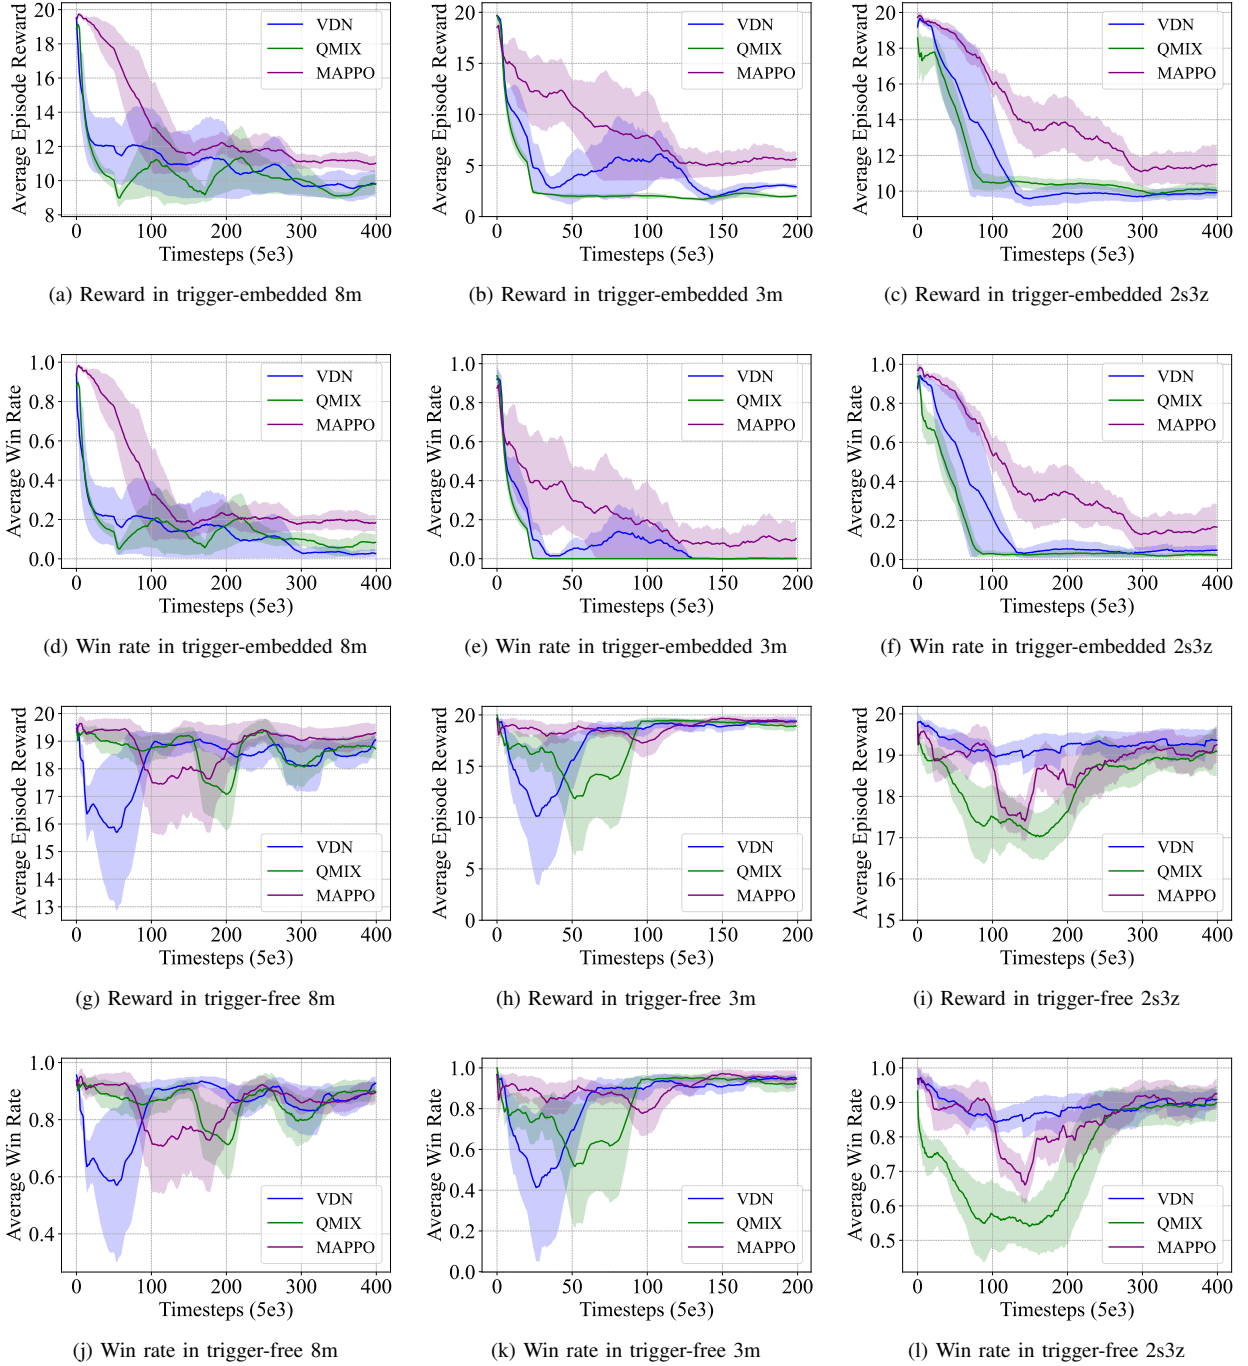 20
18
16
14
12
10
8
0 100 200 300 400
Average Episode Reward
Timesteps (5e3)
VDN
QMIX
MAPPO
(a) Reward in trigger-embedded 8m
20
15
10
5
0
0 50 100 150 200
Average Episode Reward
Timesteps (5e3)
VDN
QMIX
MAPPO
(b) Reward in trigger-embedded 3m
20
18
16
14
12
10
0 100 200 300 400
Average Episode Reward
Timesteps (5e3)
VDN
QMIX
MAPPO
(c) Reward in trigger-embedded 2s3z
1.0
0.8
0.6
0.4
0.2
0.0
0 100 200 300 400
Average Win Rate
Timesteps (5e3)
VDN
QMIX
MAPPO
(d) Win rate in trigger-embedded 8m
1.0
0.8
0.6
0.4
0.2
0.0
0 50 100 150 200
Average Win Rate
Timesteps (5e3)
VDN
QMIX
MAPPO
(e) Win rate in trigger-embedded 3m
1.0
0.8
0.6
0.4
0.2
0.0
0 100 200 300 400
Average Win Rate
Timesteps (5e3)
VDN
QMIX
MAPPO
(f) Win rate in trigger-embedded 2s3z
20
19
18
17
16
15
14
13
0 100 200 300 400
Average Episode Reward
Timesteps (5e3)
VDN
QMIX
MAPPO
(g) Reward in trigger-free 8m
20
15
10
5
0
0 50 100 150 200
Average Episode Reward
Timesteps (5e3)
VDN
QMIX
MAPPO
(h) Reward in trigger-free 3m
20
19
18
17
16
15
0 100 200 300 400
Average Episode Reward
Timesteps (5e3)
VDN
QMIX
MAPPO
(i) Reward in trigger-free 2s3z
1.0
0.8
0.6
0.4
0 100 200 300 400
Average Win Rate
Timesteps (5e3)
VDN
QMIX
MAPPO
(j) Win rate in trigger-free 8m
1.0
0.8
0.6
0.4
0.2
0.0
0 50 100 150 200
Average Win Rate
Timesteps (5e3)
VDN
QMIX
MAPPO
(k) Win rate in trigger-free 3m
1.0
0.9
0.8
0.7
0.6
0.5
0 100 200 300 400
Average Win Rate
Timesteps (5e3)
VDN
QMIX
MAPPO
(l) Win rate in trigger-free 2s3z